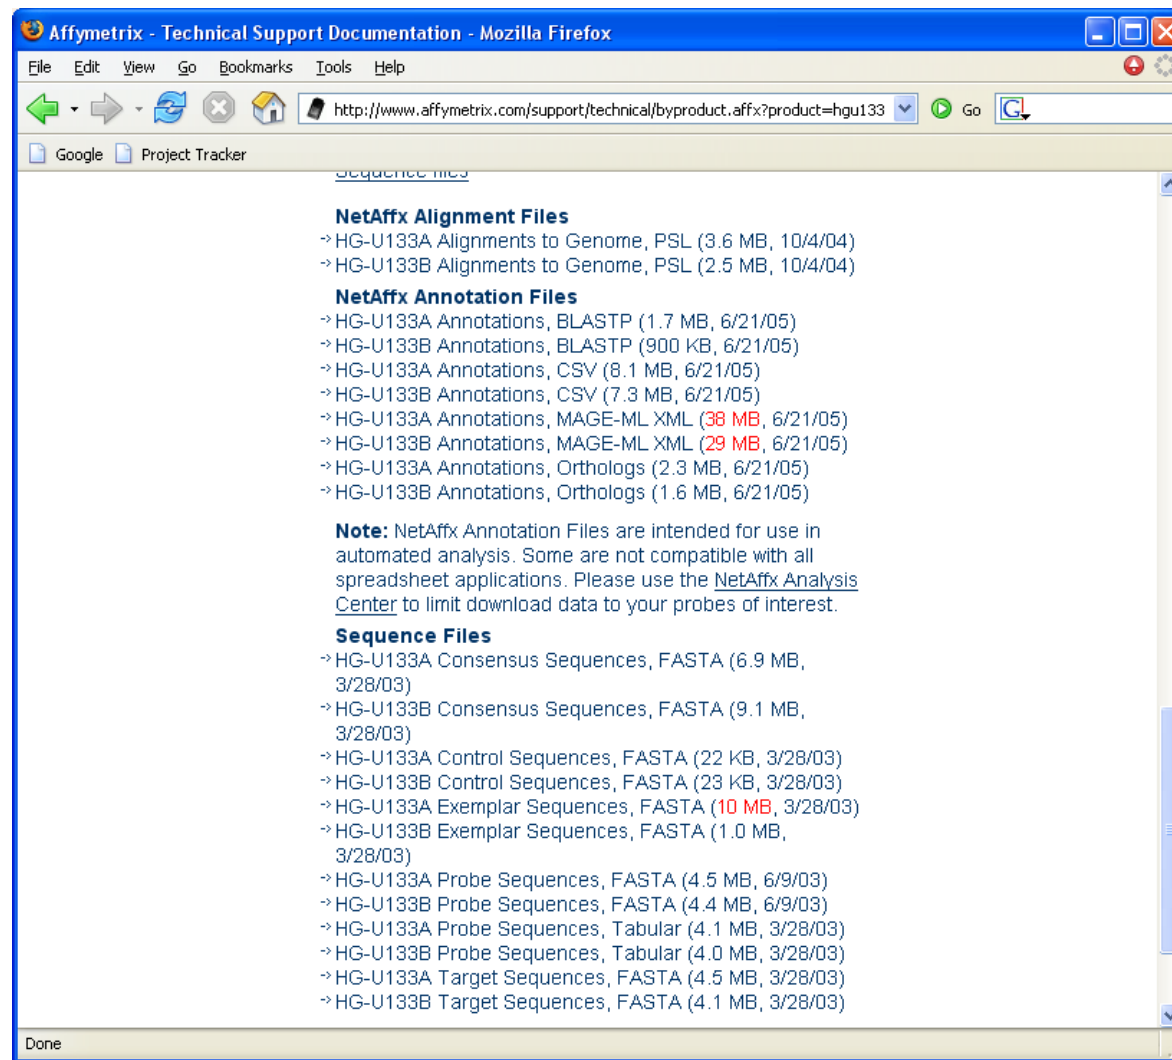 Affymetrix - Technical Support Documentation - Mozilla Firefox
File Edit View Go Bookmarks Tools Help
http://www.affymetrix.com/support/technical/byproduct.affx?product=hgu133 Go G
Google Project Tracker
Sequence files
NetAffx Alignment Files
->HG-U133A Alignments to Genome, PSL (3.6 MB, 10/4/04)
->HG-U133B Alignments to Genome, PSL (2.5 MB, 10/4/04)
NetAffx Annotation Files
->HG-U133A Annotations, BLASTP (1.7 MB, 6/21/05)
->HG-U133B Annotations, BLASTP (900 KB, 6/21/05)
->HG-U133A Annotations, CSV (8.1 MB, 6/21/05)
->HG-U133B Annotations, CSV (7.3 MB, 6/21/05)
->HG-U133A Annotations, MAGE-ML XML (38 MB, 6/21/05)
->HG-U133B Annotations, MAGE-ML XML (29 MB, 6/21/05)
->HG-U133A Annotations, Orthologs (2.3 MB, 6/21/05)
->HG-U133B Annotations, Orthologs (1.6 MB, 6/21/05)
Note: NetAffx Annotation Files are intended for use in
automated analysis. Some are not compatible with all
spreadsheet applications. Please use the NetAffx Analysis
Center to limit download data to your probes of interest.
Sequence Files
->HG-U133A Consensus Sequences, FASTA (6.9 MB,
3/28/03)
->HG-U133B Consensus Sequences, FASTA (9.1 MB,
3/28/03)
->HG-U133A Control Sequences, FASTA (22 KB, 3/28/03)
->HG-U133B Control Sequences, FASTA (23 KB, 3/28/03)
->HG-U133A Exemplar Sequences, FASTA (10 MB, 3/28/03)
->HG-U133B Exemplar Sequences, FASTA (1.0 MB,
3/28/03)
->HG-U133A Probe Sequences, FASTA (4.5 MB, 6/9/03)
->HG-U133B Probe Sequences, FASTA (4.4 MB, 6/9/03)
->HG-U133A Probe Sequences, Tabular (4.1 MB, 3/28/03)
->HG-U133B Probe Sequences, Tabular (4.0 MB, 3/28/03)
->HG-U133A Target Sequences, FASTA (4.5 MB, 3/28/03)
->HG-U133B Target Sequences, FASTA (4.1 MB, 3/28/03)
Done